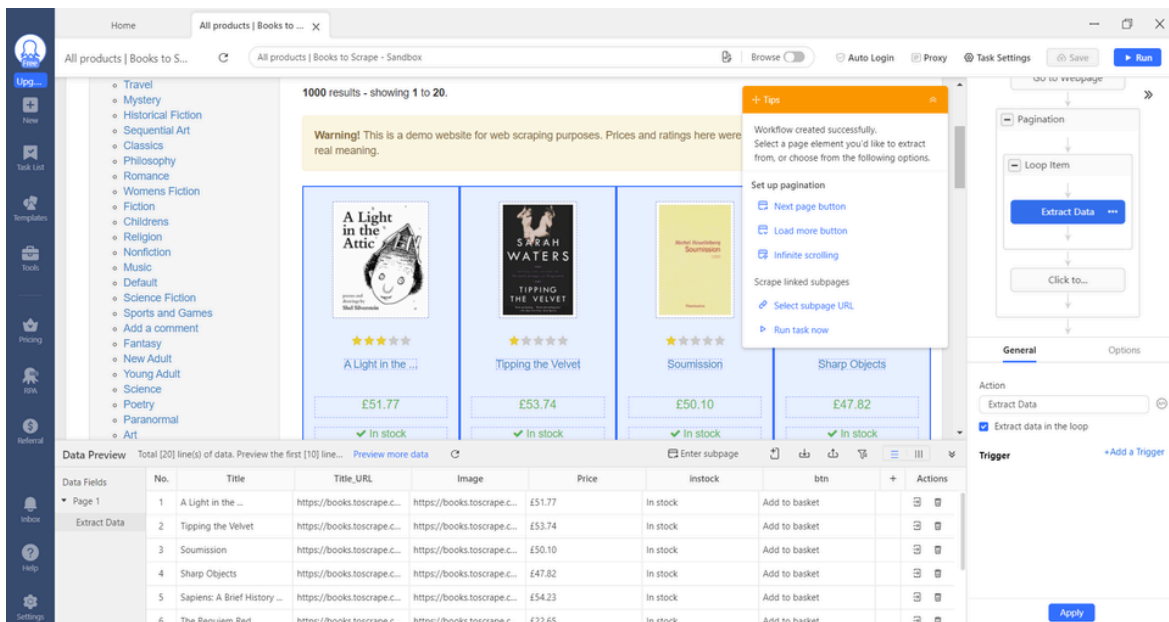 Home
All products | Books to ...
Free
Upg...
New
Task List
Templates
Tools
Pricing
RPA
Referral
Inbox
Help
Settings
All products | Books to S...
All products | Books to Scrape - Sandbox
Browse
Auto Login
Proxy
Task Settings
Save
Run
Travel
Mystery
Historical Fiction
Sequential Art
Classics
Philosophy
Romance
Womens Fiction
Fiction
Childrens
Religion
Nonfiction
Music
Default
Science Fiction
Sports and Games
Add a comment
Fantasy
New Adult
Young Adult
Science
Poetry
Paranormal
Art
1000 results - showing 1 to 20.
Warning! This is a demo website for web scraping purposes. Prices and ratings here were
real meaning.
A Light
in the
Attic
SARAH
WATERS
TIPPING
THE VELVET
Soumission
A Light in the ...
Tipping the Velvet
Soumission
Sharp Objects
£51.77
£53.74
£50.10
£47.82
In stock
In stock
In stock
In stock
Tips
Workflow created successfully.
Select a page element you'd like to extract
from, or choose from the following options.
Set up pagination
Next page button
Load more button
Infinite scrolling
Scrape linked subpages
Select subpage URL
Run task now
Go to Webpage
Pagination
Loop Item
Extract Data
Click to...
General
Options
Action
Extract Data
Extract data in the loop
Trigger
+Add a Trigger
Apply
Data Preview Total [20] line(s) of data. Preview the first [10] line... Preview more data
Enter subpage
Data Fields
Page 1
Extract Data
No. Title Title_URL Image Price instock btn + Actions
1 A Light in the ... https://books.toscrape.c... https://books.toscrape.c... £51.77 In stock Add to basket
2 Tipping the Velvet https://books.toscrape.c... https://books.toscrape.c... £53.74 In stock Add to basket
3 Soumission https://books.toscrape.c... https://books.toscrape.c... £50.10 In stock Add to basket
4 Sharp Objects https://books.toscrape.c... https://books.toscrape.c... £47.82 In stock Add to basket
5 Sapiens: A Brief History ... https://books.toscrape.c... https://books.toscrape.c... £54.23 In stock Add to basket
6 The Requiem Red https://books.toscrape.c... https://books.toscrape.c... £22.65 In stock Add to basket